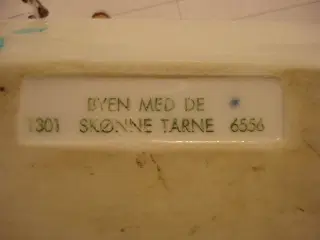 BYEN MED DE
1301 SKØNNE TÅRNE 6556